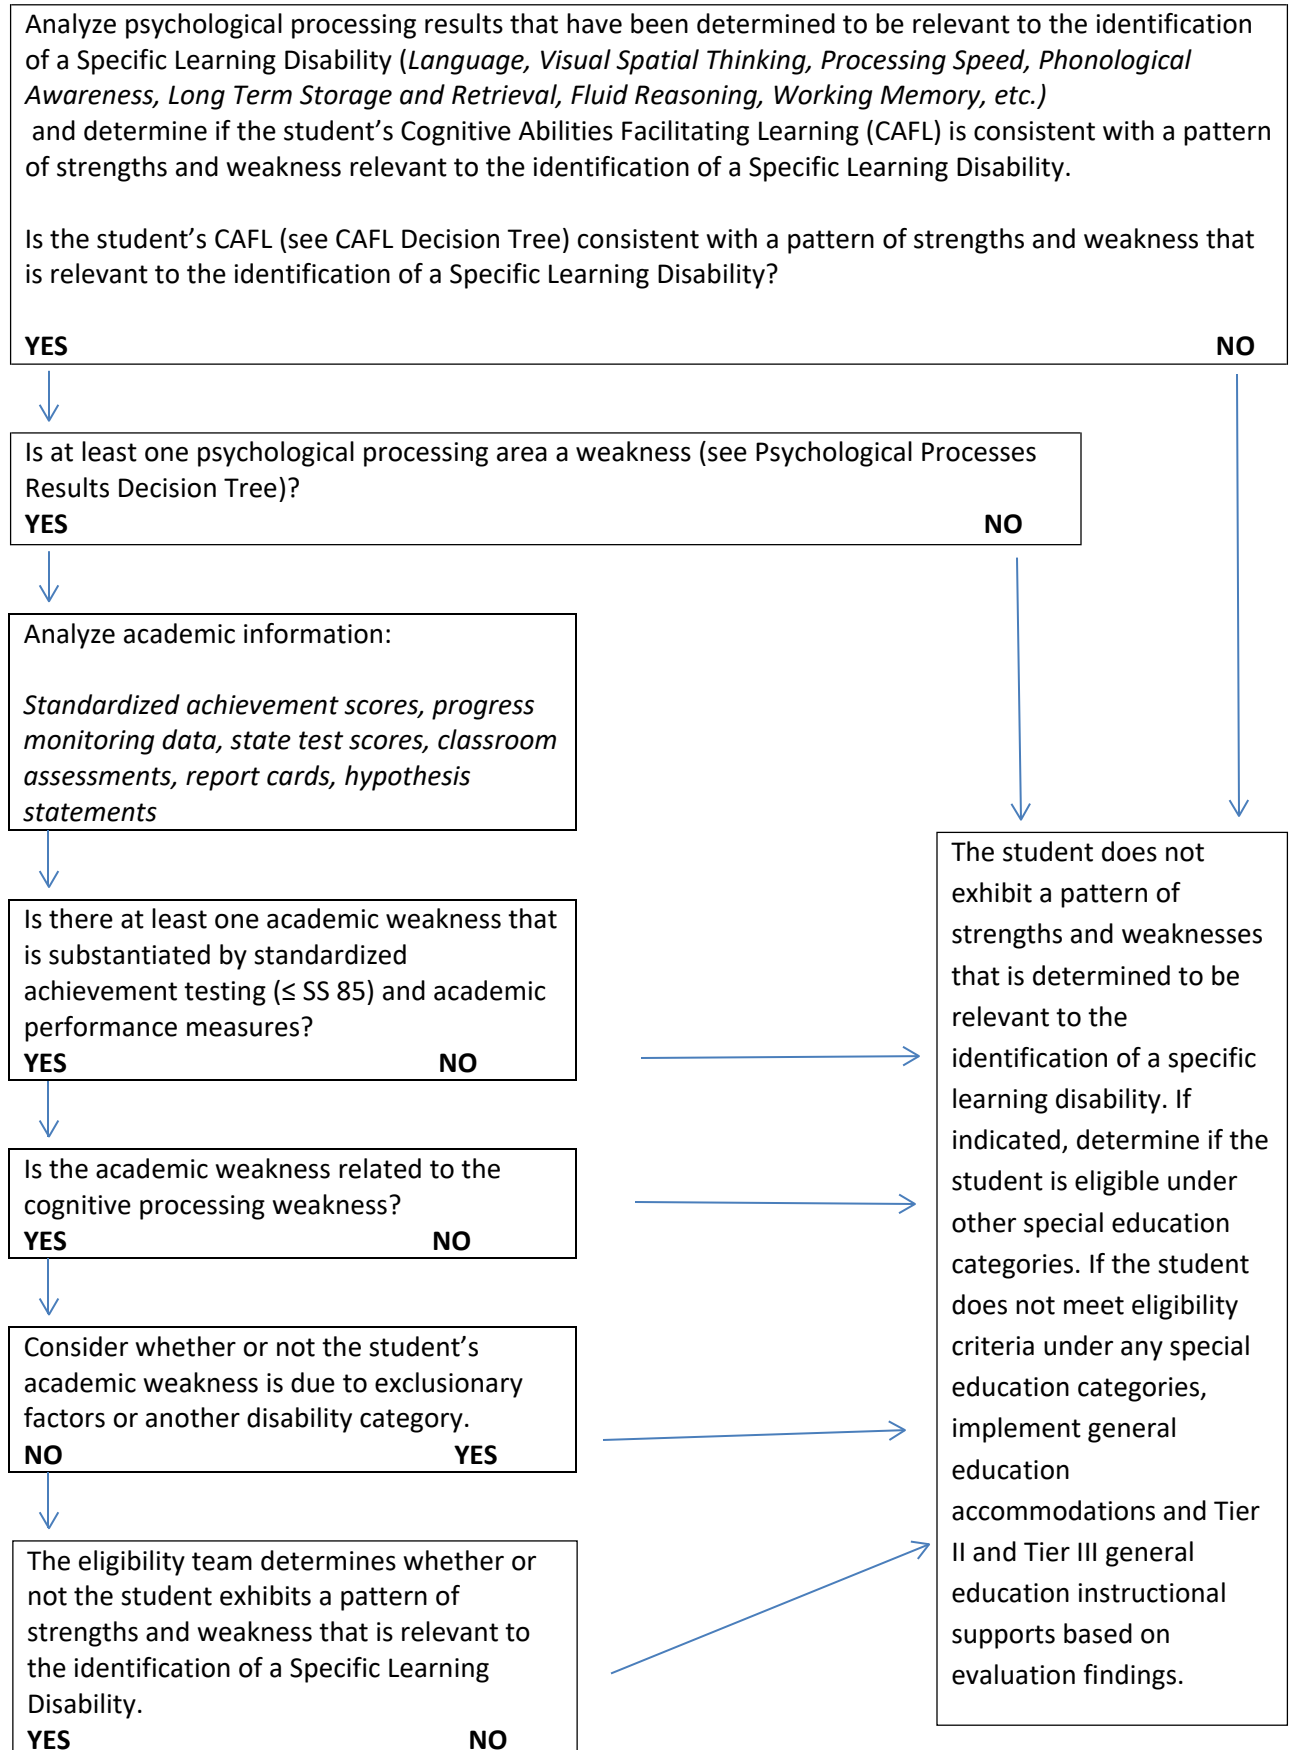 Analyze psychological processing results that have been determined to be relevant to the identification
of a Specific Learning Disability (Language, Visual Spatial Thinking, Processing Speed, Phonological
Awareness, Long Term Storage and Retrieval, Fluid Reasoning, Working Memory, etc.)
and determine if the student's Cognitive Abilities Facilitating Learning (CAFL) is consistent with a pattern
of strengths and weakness relevant to the identification of a Specific Learning Disability.
Is the student's CAFL (see CAFL Decision Tree) consistent with a pattern of strengths and weakness that
is relevant to the identification of a Specific Learning Disability?
YES NO
Is at least one psychological processing area a weakness (see Psychological Processes
Results Decision Tree)?
YES NO
Analyze academic information:
Standardized achievement scores, progress
monitoring data, state test scores, classroom
assessments, report cards, hypothesis
statements
Is there at least one academic weakness that
is substantiated by standardized
achievement testing (≤ SS 85) and academic
performance measures?
YES NO
Is the academic weakness related to the
cognitive processing weakness?
YES NO
Consider whether or not the student's
academic weakness is due to exclusionary
factors or another disability category.
NO YES
The eligibility team determines whether or
not the student exhibits a pattern of
strengths and weakness that is relevant to
the identification of a Specific Learning
Disability.
YES NO
The student does not
exhibit a pattern of
strengths and weaknesses
that is determined to be
relevant to the
identification of a specific
learning disability. If
indicated, determine if the
student is eligible under
other special education
categories. If the student
does not meet eligibility
criteria under any special
education categories,
implement general
education
accommodations and Tier
II and Tier III general
education instructional
supports based on
evaluation findings.